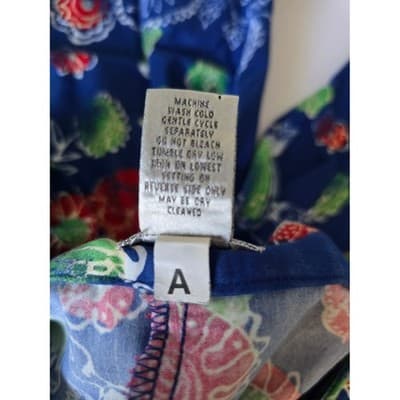 MACHINE
WASH COLD
GENTLE CYCLE
SEPARATELY
DO NOT BLEACH
TUMBLE DRY LOW
IRON ON LOWEST
SETTING ON
REVERSE SIDE ONLY
MAY BE DRY
CLEANED
A